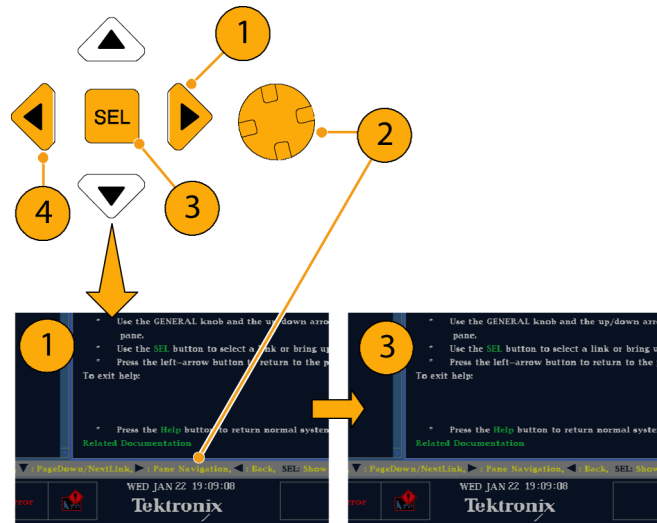 1
SEL
2
4
3
1
" Use the GENERAL knob and the up/down arro
pane.
" Use the SEL button to select a link or bring up
" Press the left-arrow button to return to the p
To exit help:
" Press the Help button to return normal system
Related Documentation
▼ : PageDown/NextLink, ▶ : Pane Navigation, ◀ : Back, SEL: Show
ror
WED JAN 22 19:09:08
Tektronix
3
" Use the GENERAL knob and the up/down arr
pane.
" Use the SEL button to select a link or bring u
" Press the left-arrow button to return to the
To exit help:
" Press the Help button to return normal syste
Related Documentation
▼ : PageDown/NextLink, ▶ : Pane Navigation, ◀ : Back, SEL: Show
ror
WED JAN 22 19:09:08
Tektronix